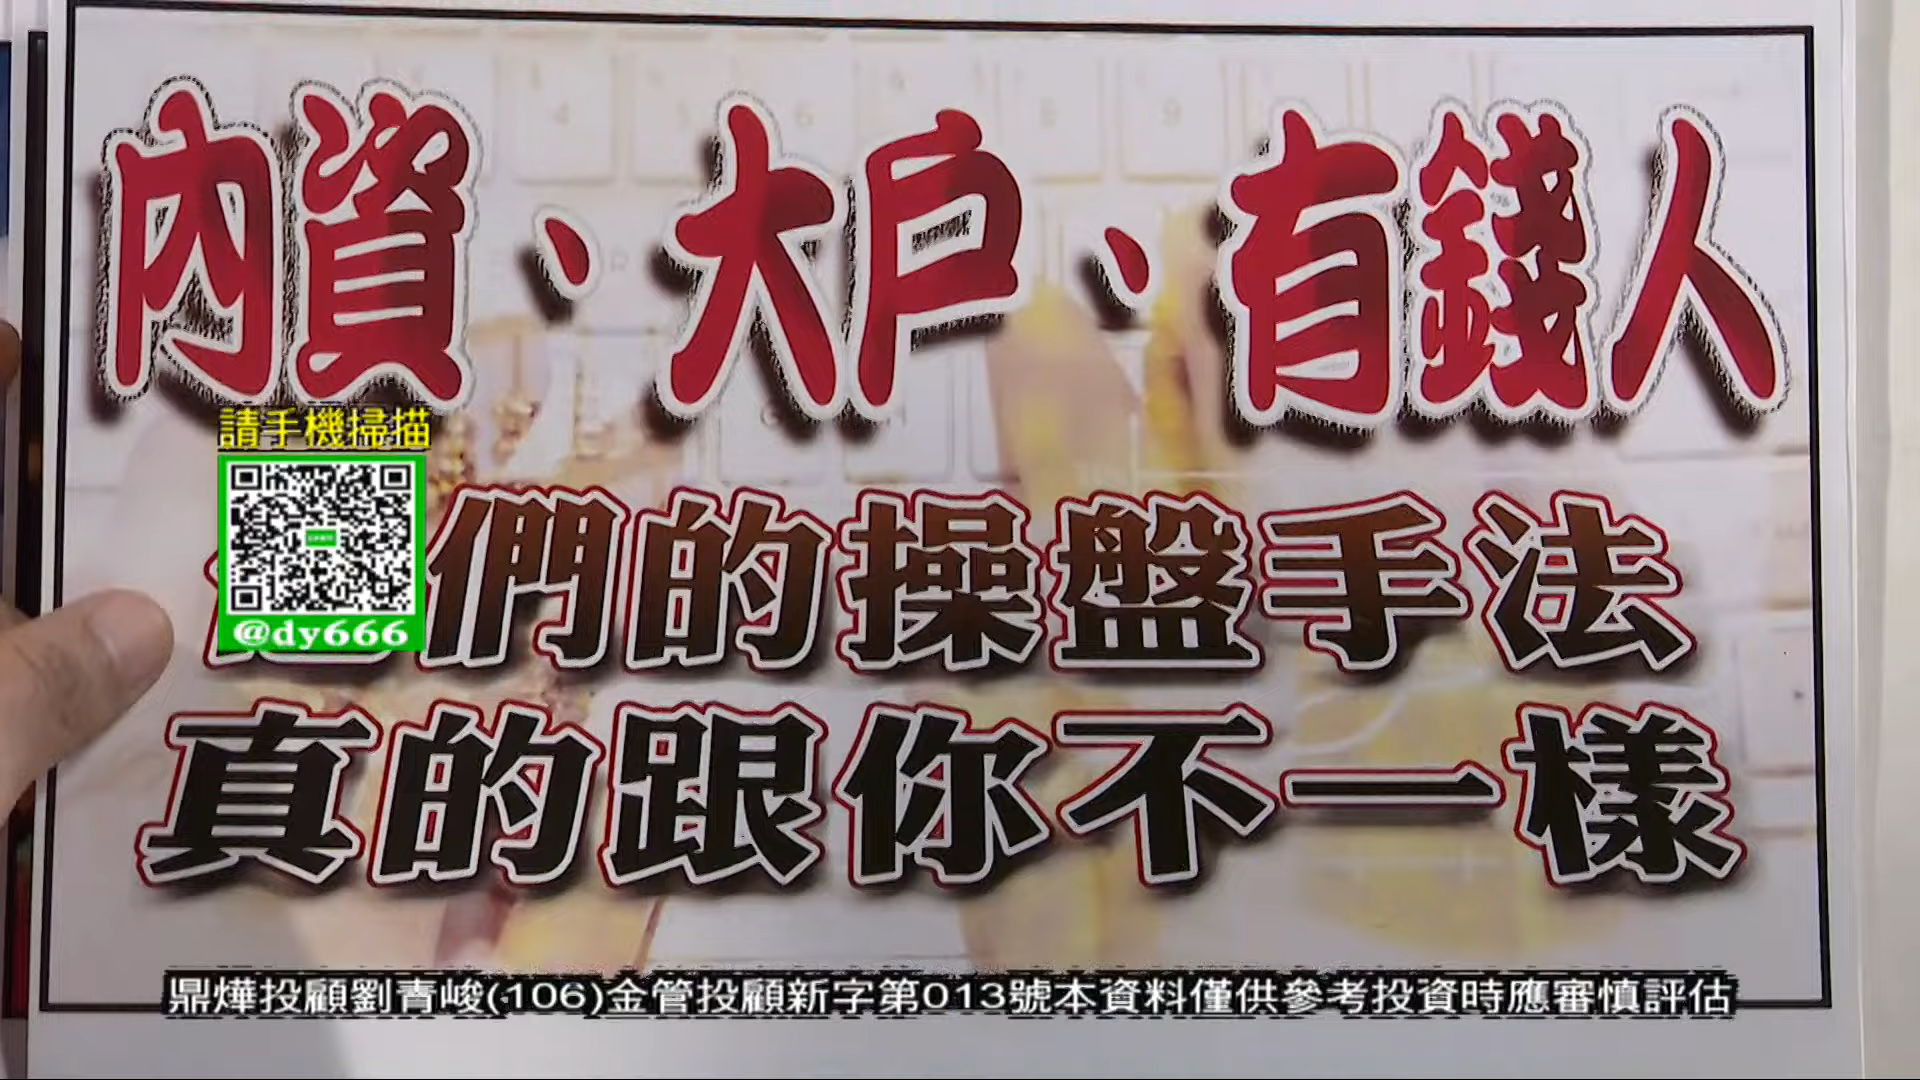 內資、大戶、有錢人
請手機掃描
@dy666
們的操盤手法
真的跟你不一樣
鼎燁投顧劉青峻(106)金管投顧新字第013號本資料僅供參考投資時應審慎評估